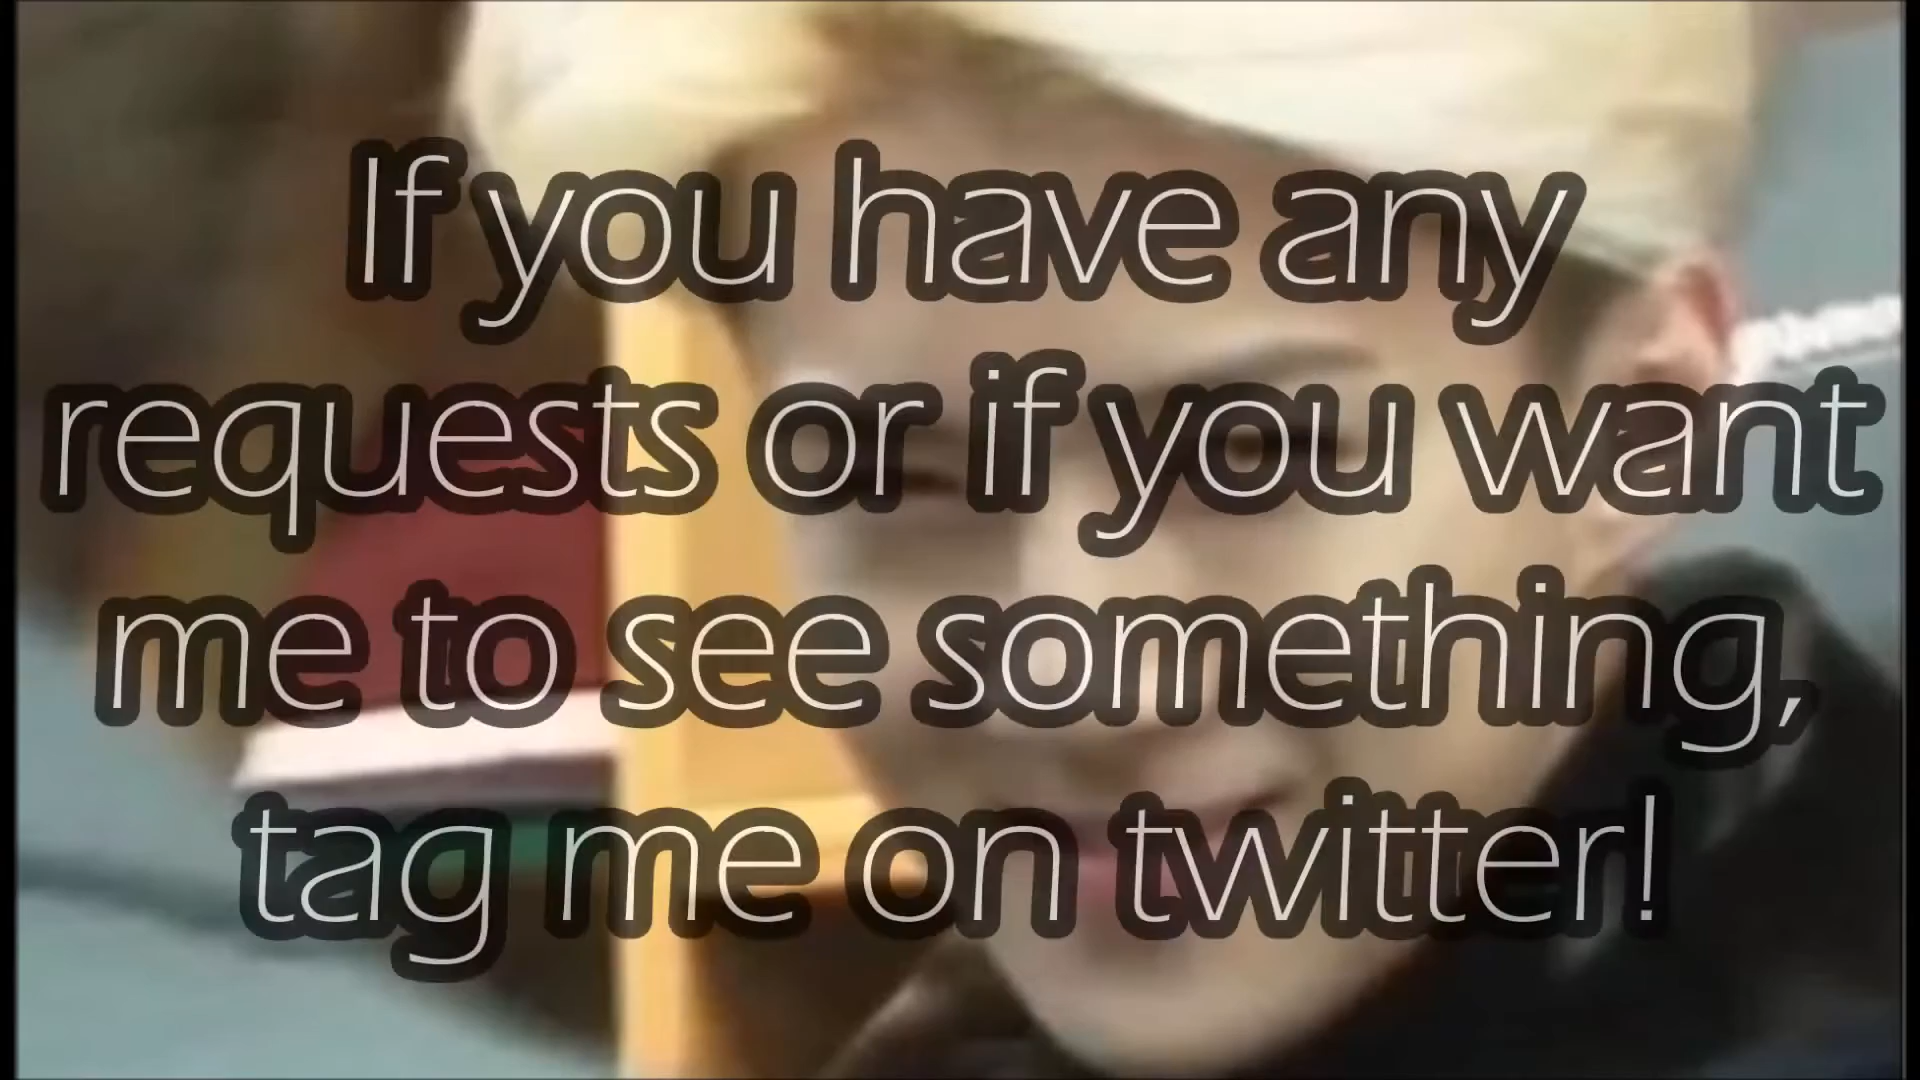 If you have any
requests or if you want
me to see something,
tag me on twitter!